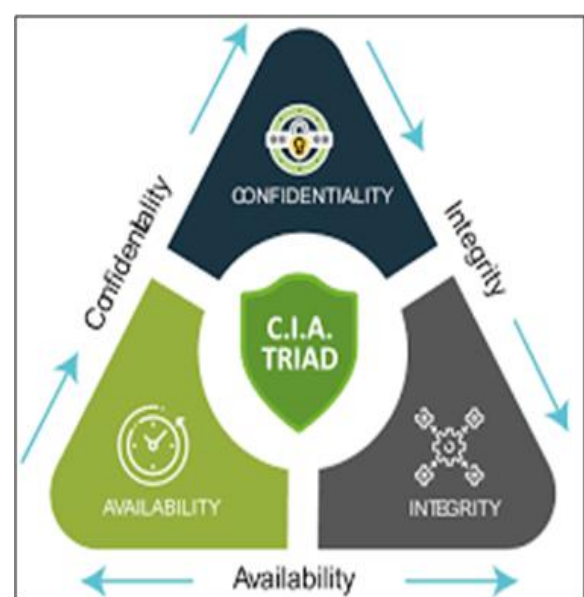 CONFIDENTIALITY
Confidentiality
Integrity
C.I.A.
TRIAD
AVAILABILITY
INTEGRITY
Availability